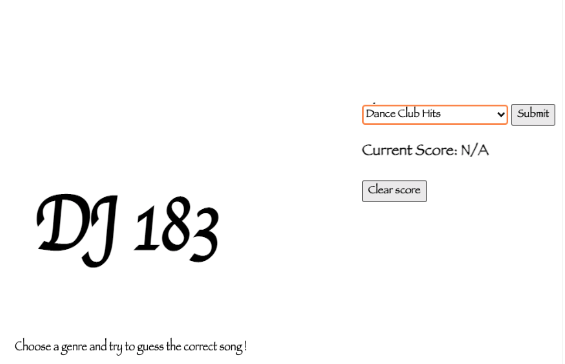 Dance Club Hits
Submit
Current Score: N/A
Clear score
DJ 183
Choose a genre and try to guess the correct song!